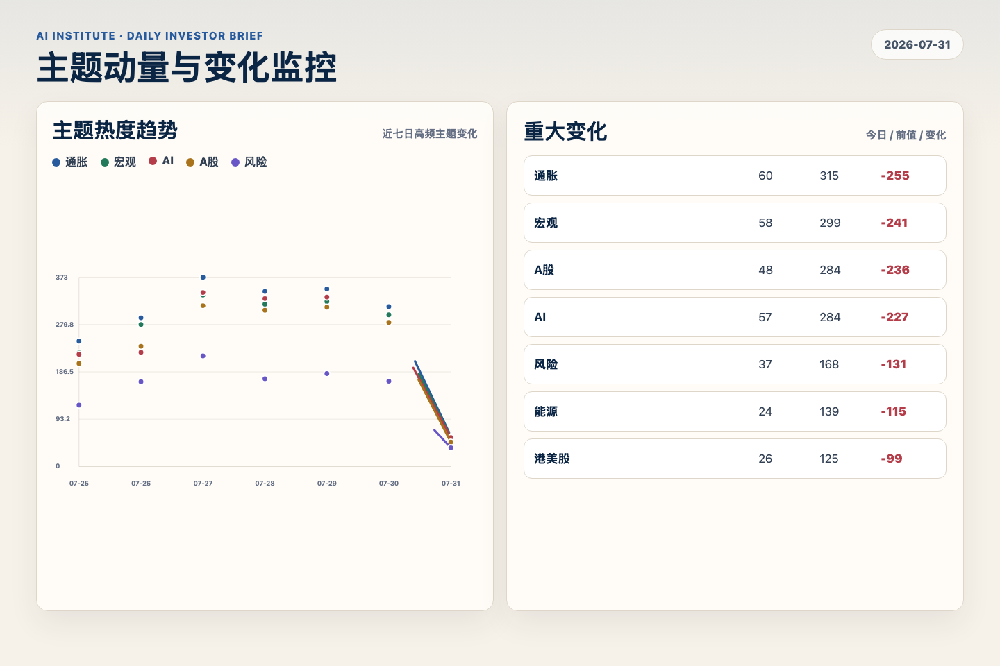 AI INSTITUTE · DAILY INVESTOR BRIEF
主题动量与变化监控
2026-07-31
主题热度趋势
近七日高频主题变化
通胀 宏观 AI A股 风险
373
279.8
186.5
93.2
0
07-25 07-26 07-27 07-28 07-29 07-30 07-31
重大变化
今日 / 前值 / 变化
通胀 60 315 -255
宏观 58 299 -241
A股 48 284 -236
AI 57 284 -227
风险 37 168 -131
能源 24 139 -115
港美股 26 125 -99